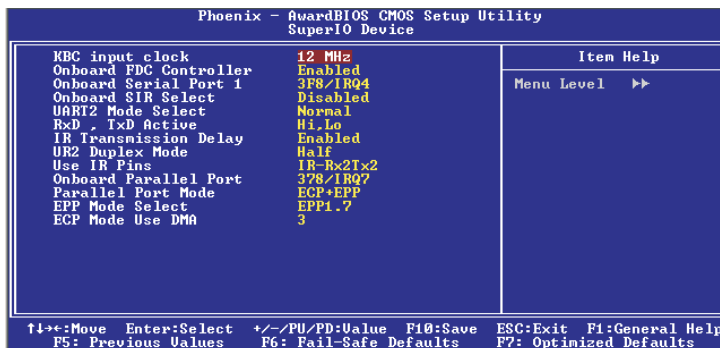 Phoenix - AwardBIOS CMOS Setup Utility
SuperIO Device
KBC input clock 12 MHz
Onboard FDC Controller Enabled
Onboard Serial Port 1 3F8/IRQ4
Onboard SIR Select Disabled
UART2 Mode Select Normal
RxD , TxD Active Hi,Lo
IR Transmission Delay Enabled
UR2 Duplex Mode Half
Use IR Pins IR-Rx2Tx2
Onboard Parallel Port 378/IRQ7
Parallel Port Mode ECP+EPP
EPP Mode Select EPP1.7
ECP Mode Use DMA 3
Item Help
Menu Level ▶▶
↑↓→←:Move Enter:Select +/-/PU/PD:Value F10:Save ESC:Exit F1:General Help
F5: Previous Values F6: Fail-Safe Defaults F7: Optimized Defaults